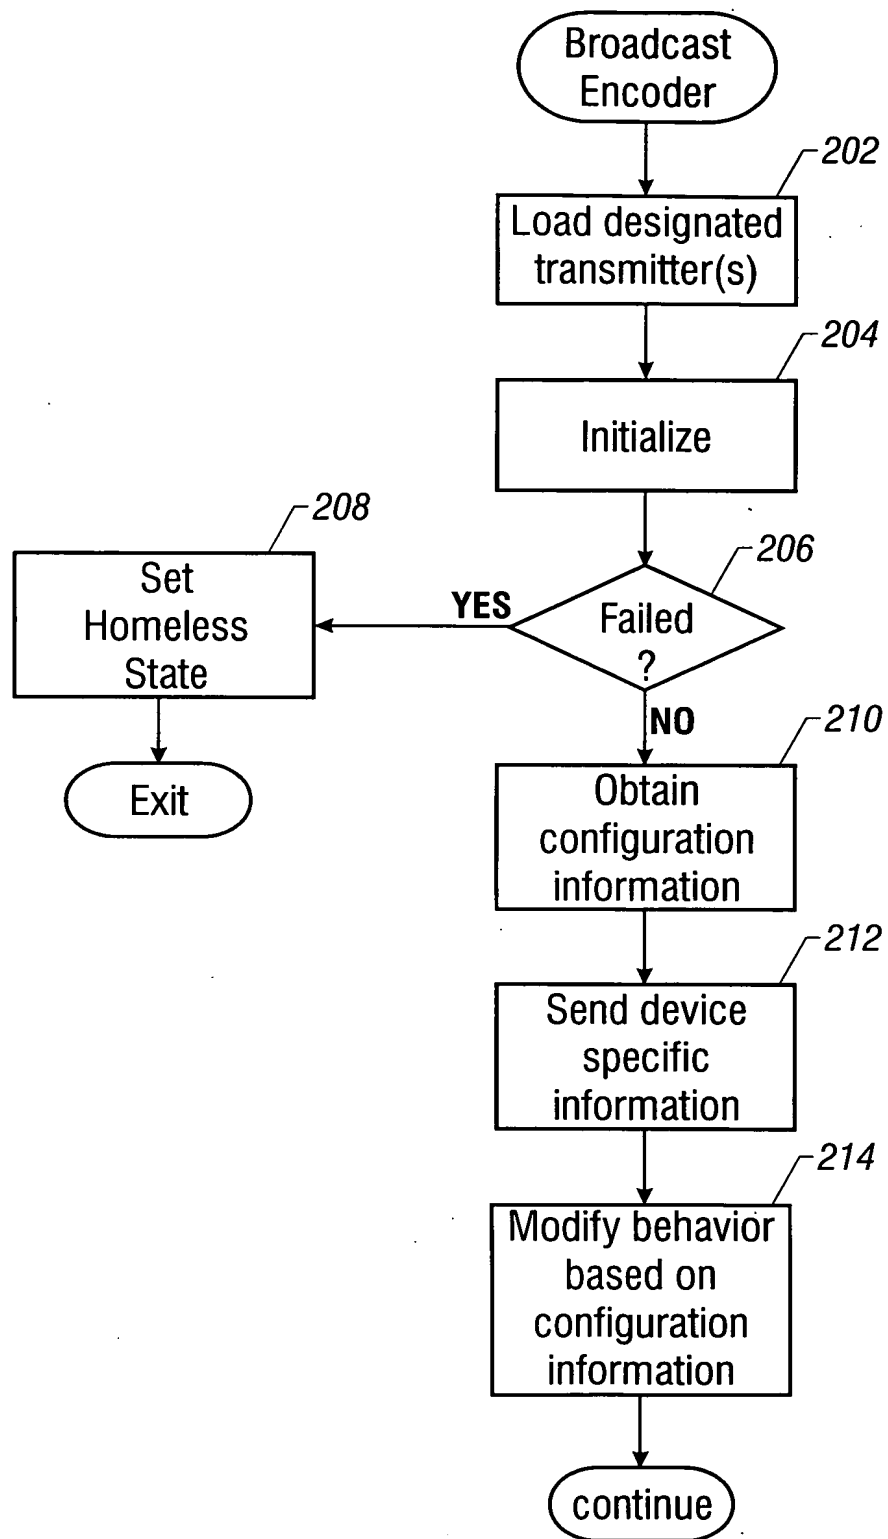 Broadcast
Encoder
202
Load designated
transmitter(s)
204
Initialize
208
Set
Homeless
State
206
YES
Failed
?
NO
Exit
210
Obtain
configuration
information
212
Send device
specific
information
214
Modify behavior
based on
configuration
information
continue